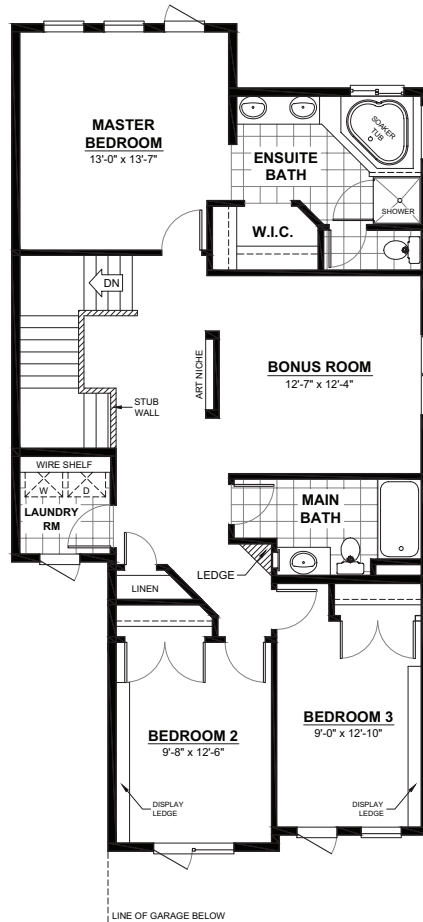 MASTER
BEDROOM
13'-0" x 13'-7"
SOAKER
TUB
ENSUITE
BATH
SHOWER
W.I.C.
DN
ART NICHE
BONUS ROOM
12'-7" x 12'-4"
STUB
WALL
WIRE SHELF
W
D
LAUNDRY
RM
MAIN
BATH
LEDGE
LINEN
BEDROOM 2
9'-8" x 12'-6"
BEDROOM 3
9'-0" x 12'-10"
DISPLAY
LEDGE
DISPLAY
LEDGE
LINE OF GARAGE BELOW